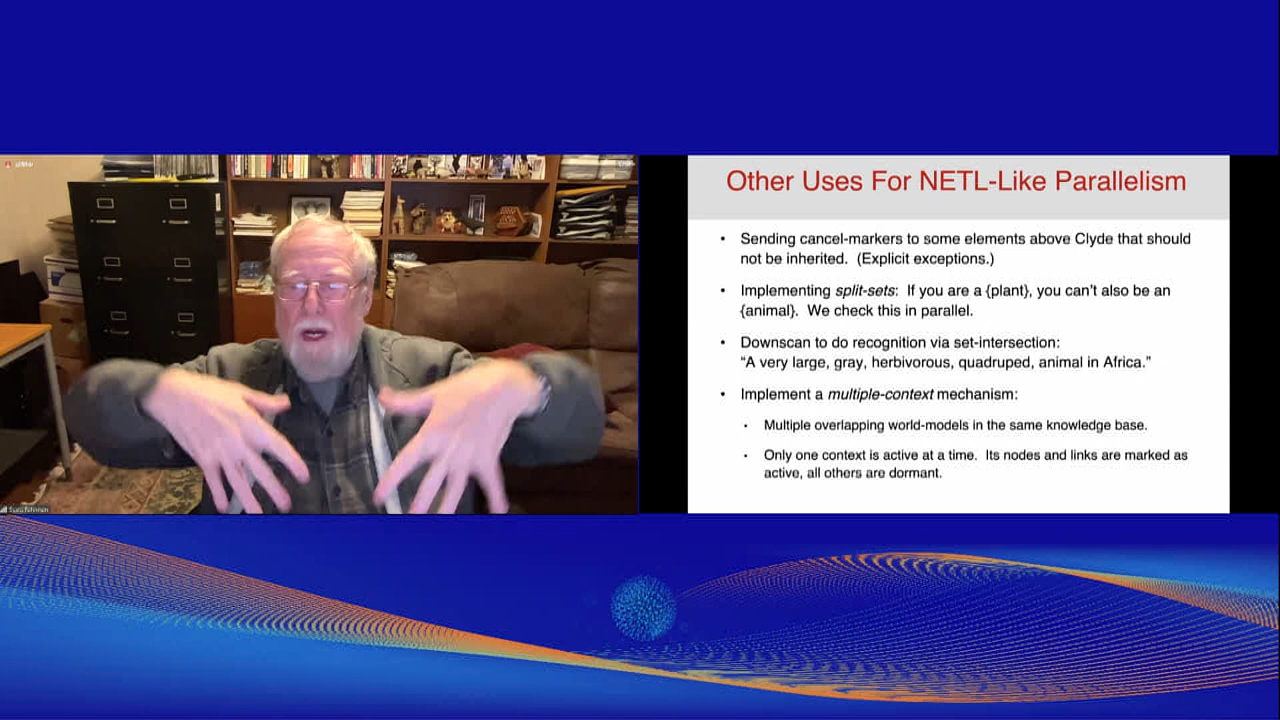 Other Uses For NETL-Like Parallelism
• Sending cancel-markers to some elements above Clyde that should
not be inherited. (Explicit exceptions.)
• Implementing split-sets: If you are a {plant}, you can't also be an
{animal}. We check this in parallel.
• Downscan to do recognition via set-intersection:
“A very large, gray, herbivorous, quadruped, animal in Africa.”
• Implement a multiple-context mechanism:
• Multiple overlapping world-models in the same knowledge base.
• Only one context is active at a time. Its nodes and links are marked as
active, all others are dormant.